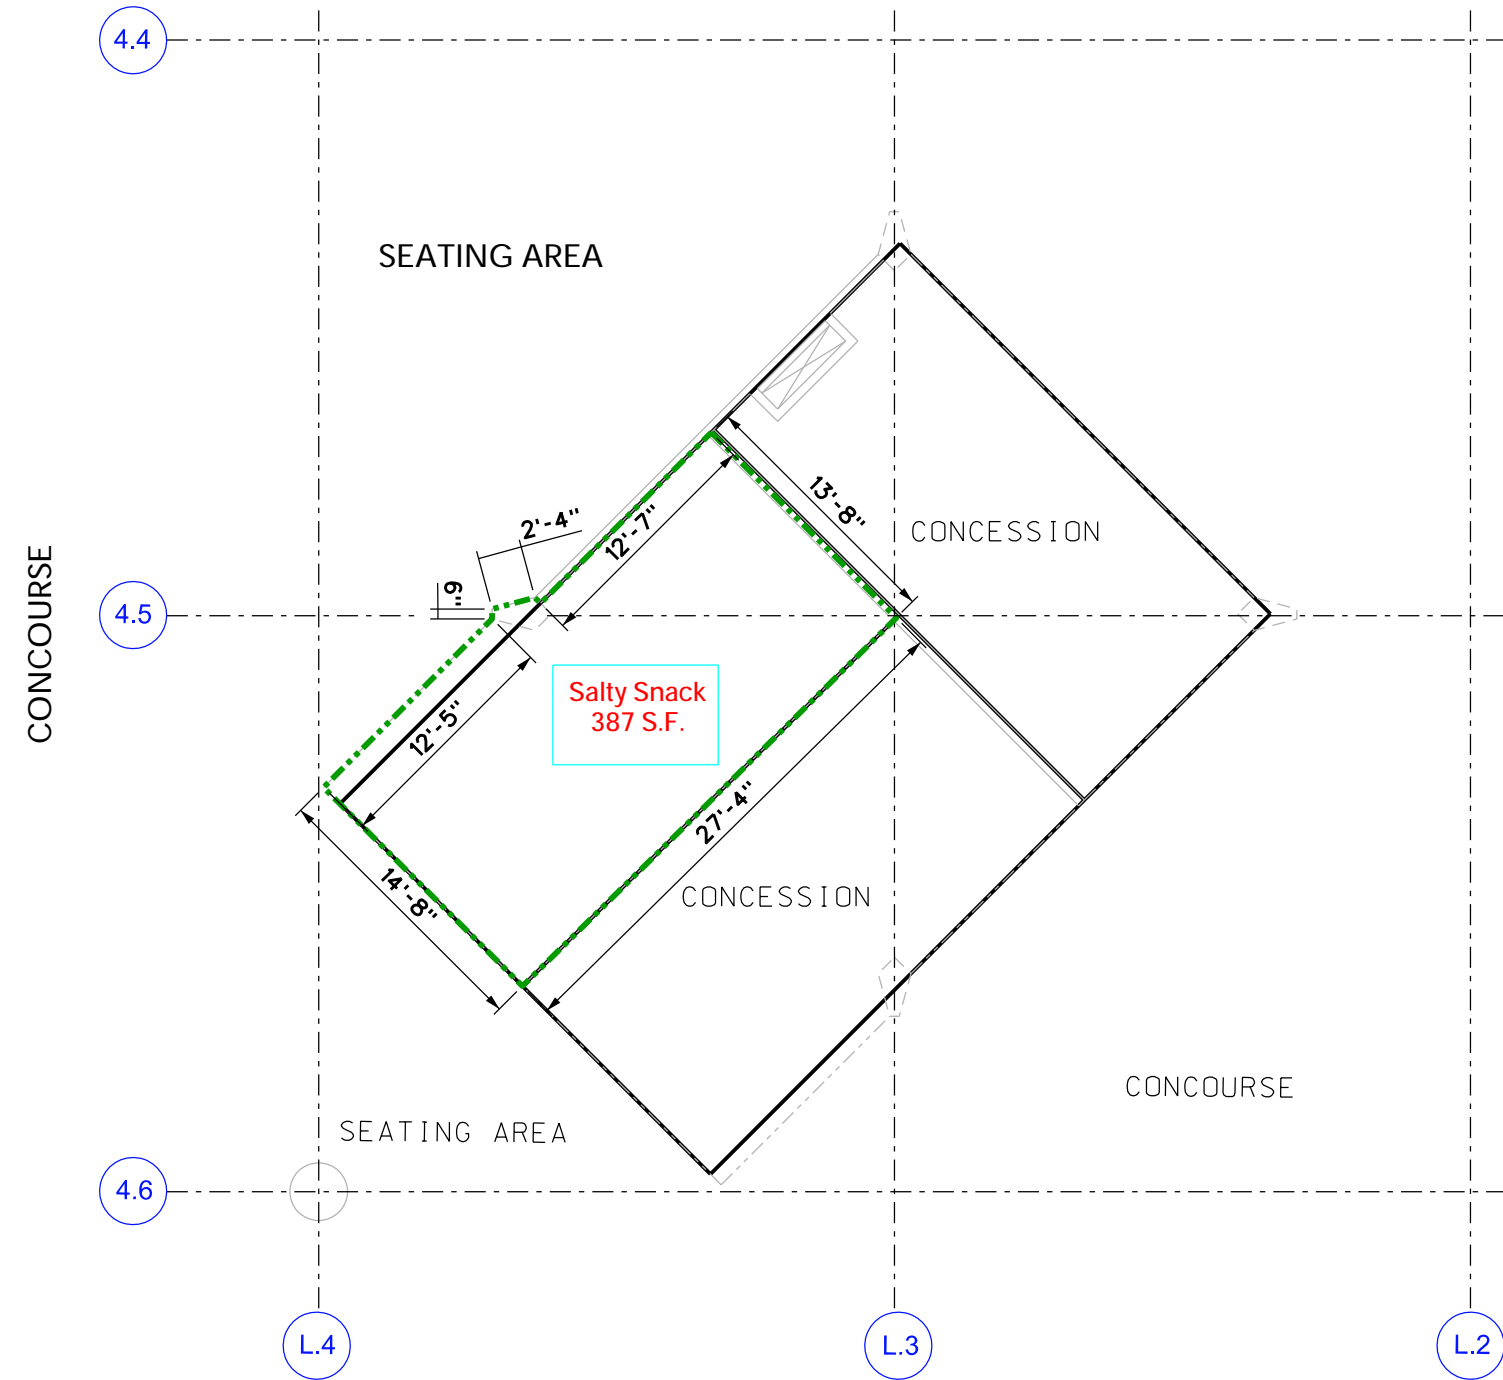 4.4
SEATING AREA
13'-8"
CONCESSION
2'-4"
12'-7"
6"
4.5
CONCOURSE
Salty Snack
387 S.F.
12'-5"
27'-4"
14'-8"
CONCESSION
CONCOURSE
SEATING AREA
4.6
L.4
L.3
L.2